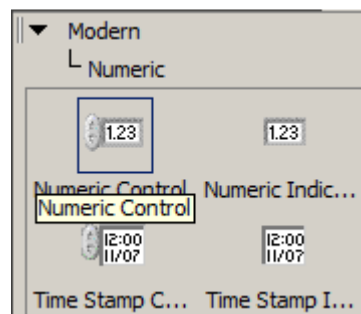 Modern
Numeric
1.23
1.23
Numeric Control
Numeric Indic...
Numeric Control
12:00
11/07
12:00
11/07
Time Stamp C...
Time Stamp I...